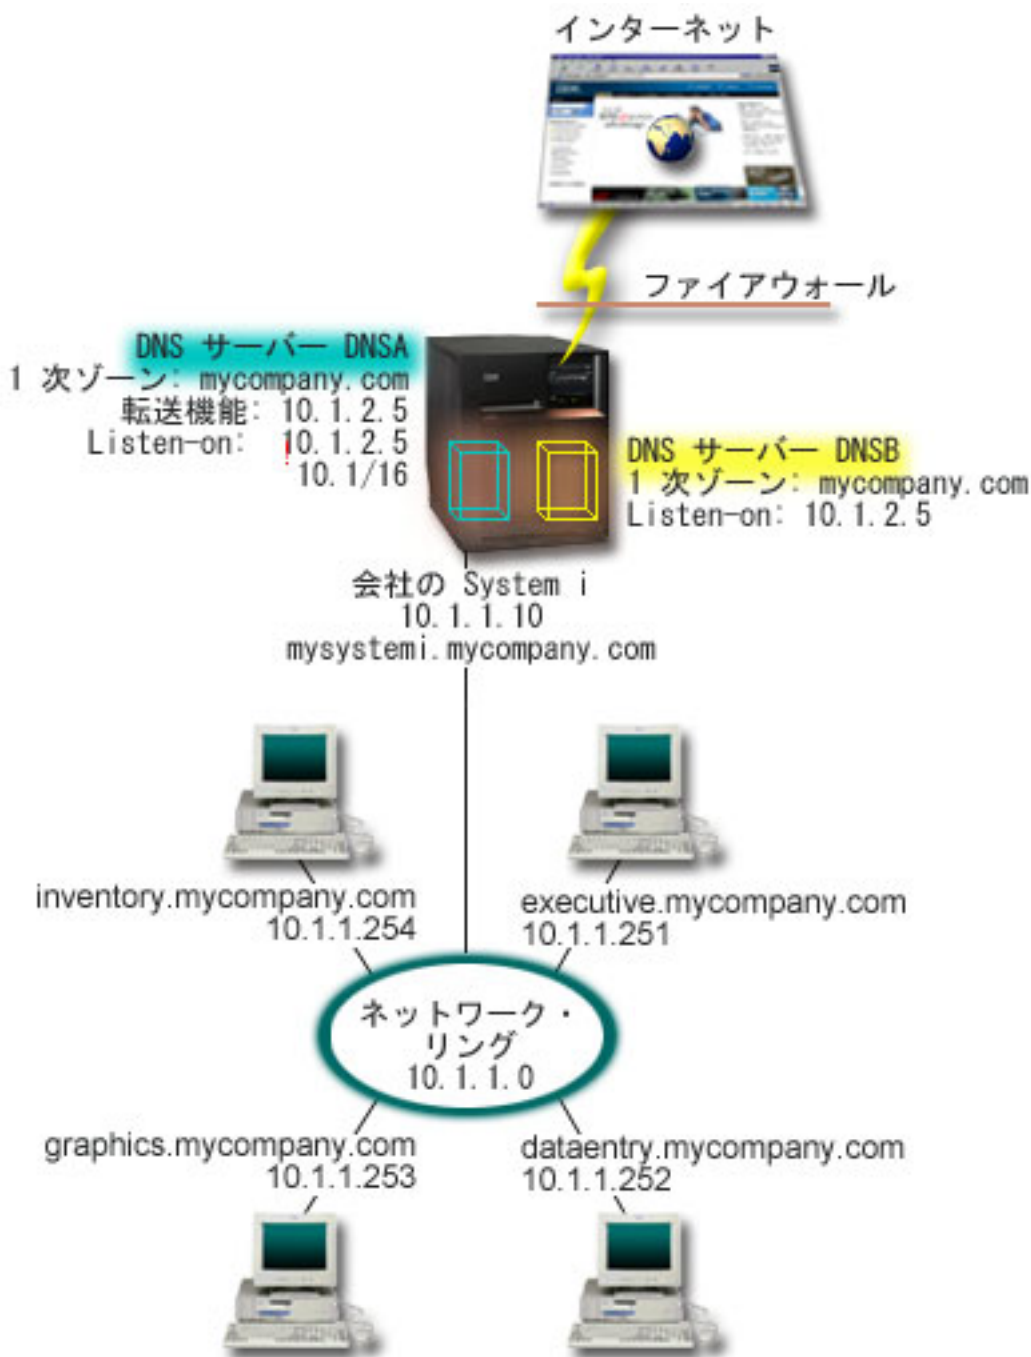 インターネット
ファイアウォール
DNS サーバー DNSA
1 次ゾーン: mycompany.com
転送機能: 10.1.2.5
Listen-on: 10.1.2.5
10.1/16
DNS サーバー DNSB
1 次ゾーン: mycompany.com
Listen-on: 10.1.2.5
会社の System i
10.1.1.10
mysystemi.mycompany.com
inventory.mycompany.com
10.1.1.254
executive.mycompany.com
10.1.1.251
ネットワーク・
リング
10.1.1.0
graphics.mycompany.com
10.1.1.253
dataentry.mycompany.com
10.1.1.252